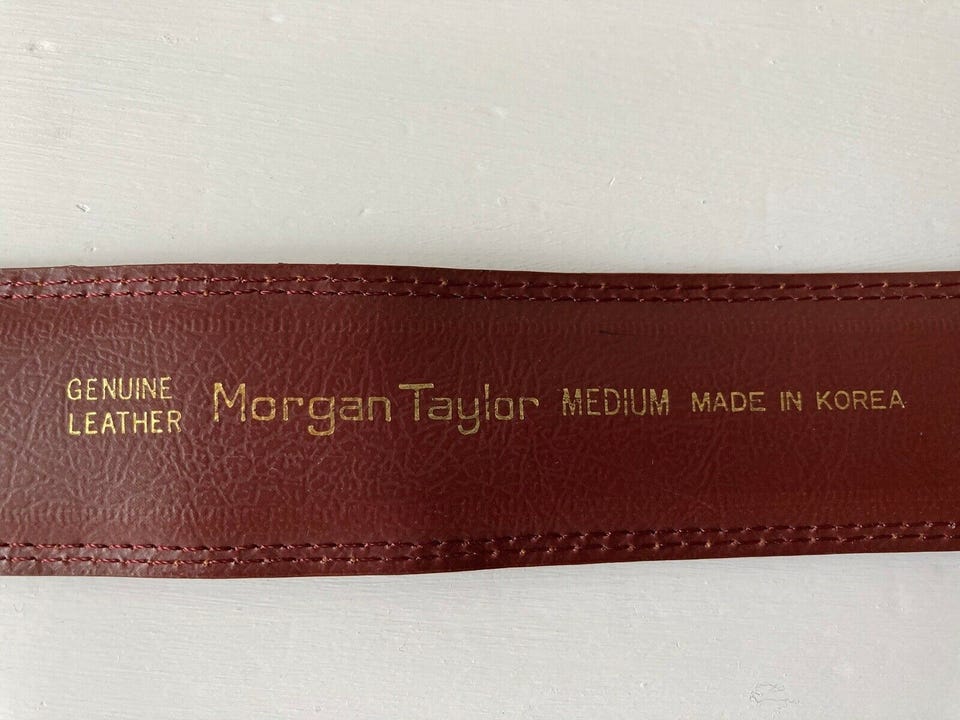 GENUINE
LEATHER
Morgan Taylor MEDIUM MADE IN KOREA